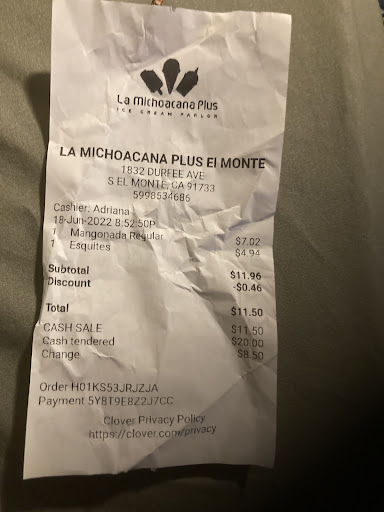 La Michoacana Plus
ICE CREAM PARLOR
LA MICHOACANA PLUS El MONTE
1832 DURFEE AVE
S EL MONTE, CA 91733
5998534686
Cashier: Adriana
18-Jun-2022 8:52:50P
1 Mangonada Regular $7.02
1 Esquites $4.94
Subtotal $11.96
Discount -$0.46
Total $11.50
CASH SALE $11.50
Cash tendered $20.00
Change $8.50
Order H01KS53JRJZJA
Payment 5Y8T9E8Z2J7CC
Clover Privacy Policy
https://clover.com/privacy